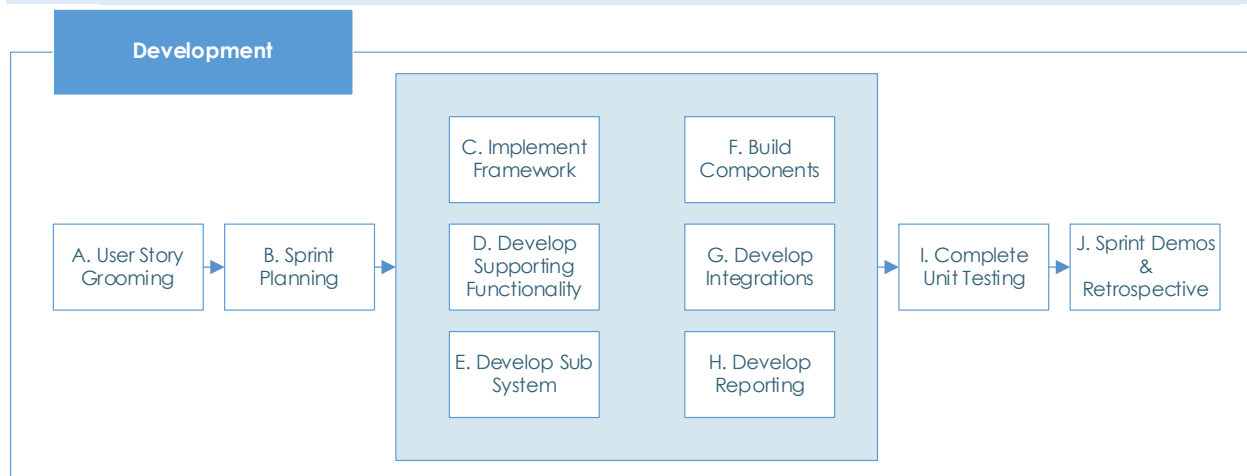 Development
A. User Story
Grooming
B. Sprint
Planning
C. Implement
Framework
D. Develop
Supporting
Functionality
E. Develop Sub
System
F. Build
Components
G. Develop
Integrations
H. Develop
Reporting
I. Complete
Unit Testing
J. Sprint Demos
&
Retrospective